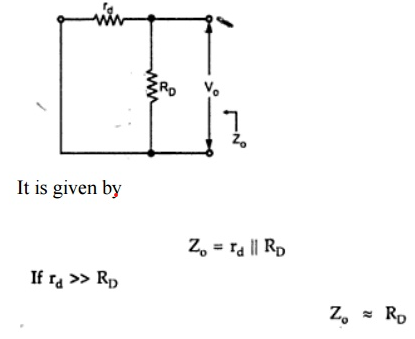 r_d
R_D
V_o
Z_o
It is given by
Z_o = r_d || R_D
If r_d >> R_D
Z_o ≈ R_D